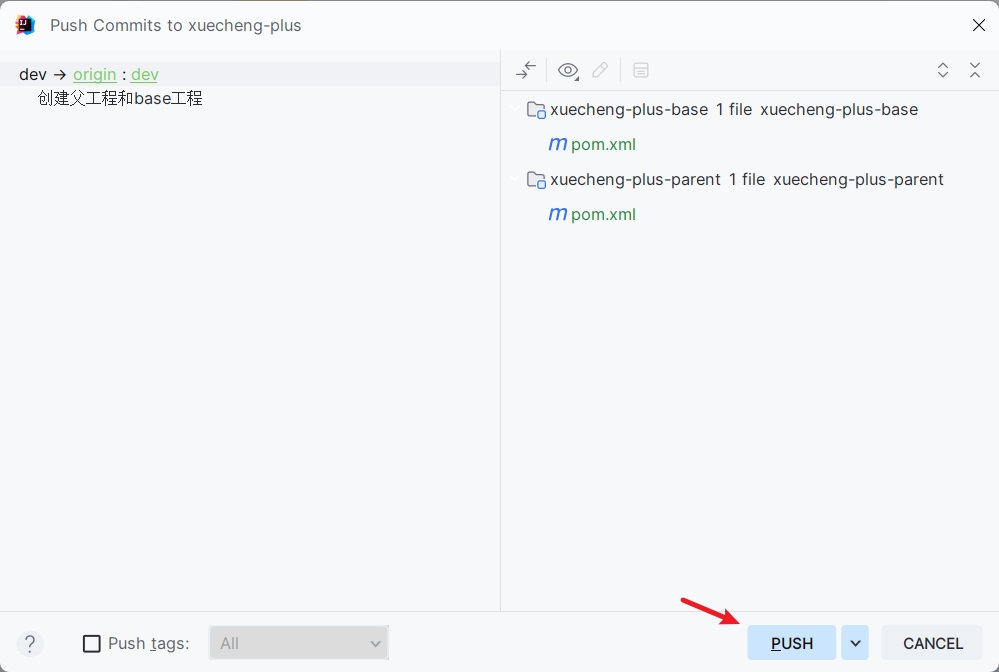 Push Commits to xuecheng-plus
dev → origin : dev
创建父工程和base工程
xuecheng-plus-base 1 file xuecheng-plus-base
pom.xml
xuecheng-plus-parent 1 file xuecheng-plus-parent
pom.xml
? Push tags: All PUSH CANCEL